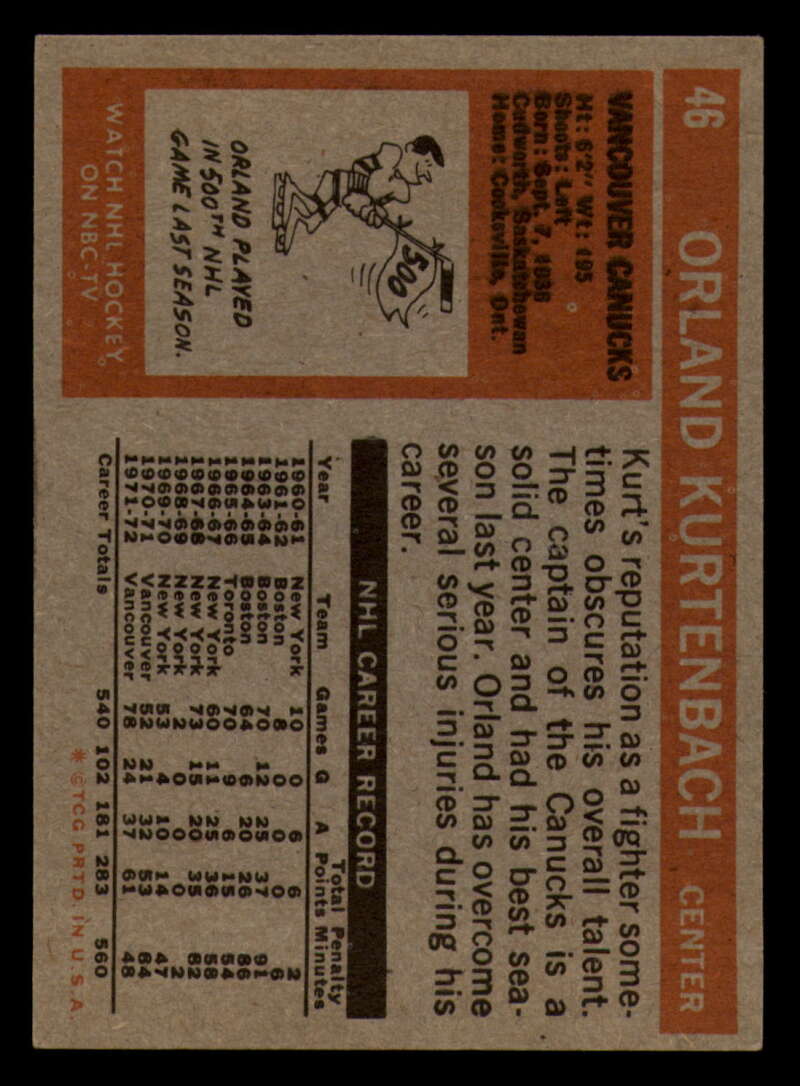 46 ORLAND KURTENBACH CENTER
VANCOUVER CANUCKS
Ht: 6'2" Wt: 195
Shoots: Left
Born: Sept. 7, 1936
Cudworth, Saskatchewan
Home: Cooksville, Ont.
500
ORLAND PLAYED
IN 500TH NHL
GAME LAST SEASON.
WATCH NHL HOCKEY
ON NBC-TV
Kurt's reputation as a fighter some-
times obscures his overall talent.
The captain of the Canucks is a
solid center and had his best sea-
son last year. Orland has overcome
several serious injuries during his
career.
NHL CAREER RECORD
Total Penalty
Year Team Games G A Points Minutes
1960-61 New York 10 0 6 6 2
1961-62 Boston 8 0 0 0 6
1963-64 Boston 70 12 25 37 91
1964-65 Boston 64 6 20 26 86
1965-66 Toronto 70 9 6 15 54
1966-67 New York 60 11 25 36 58
1967-68 New York 73 15 20 35 82
1968-69 New York 2 0 0 0 2
1969-70 New York 53 4 10 14 47
1970-71 Vancouver 52 21 32 53 84
1971-72 Vancouver 78 24 37 61 48
Career Totals 540 102 181 283 560
* © T.C.G. PRTD. IN U.S.A.